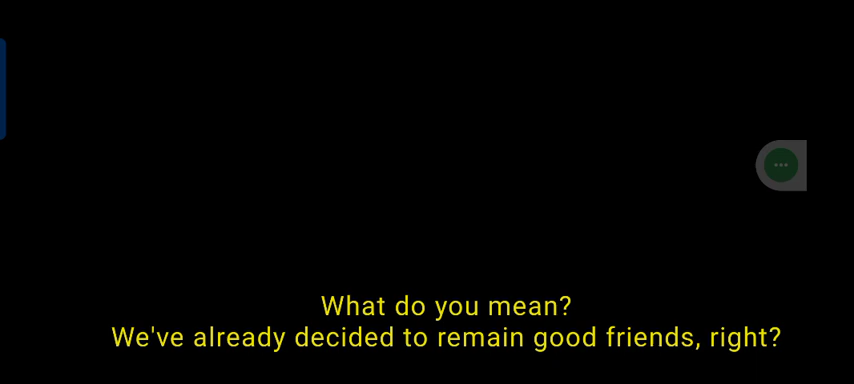 What do you mean?
We've already decided to remain good friends, right?